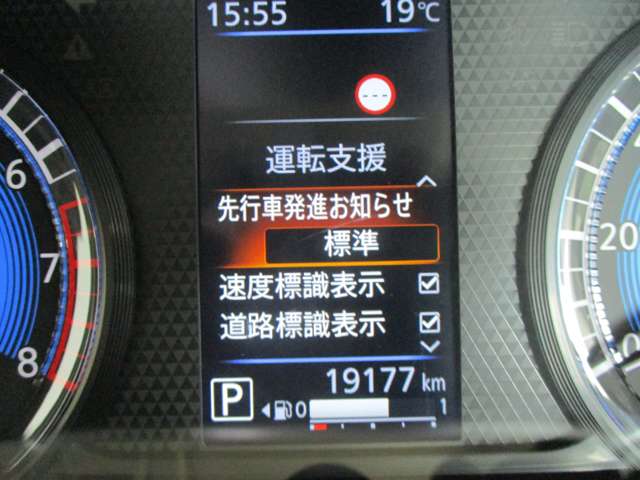 15:55 19℃
---
運転支援
先行車発進お知らせ
標準
速度標識表示
道路標識表示
19177 km
P 0 1
6
7
8
20